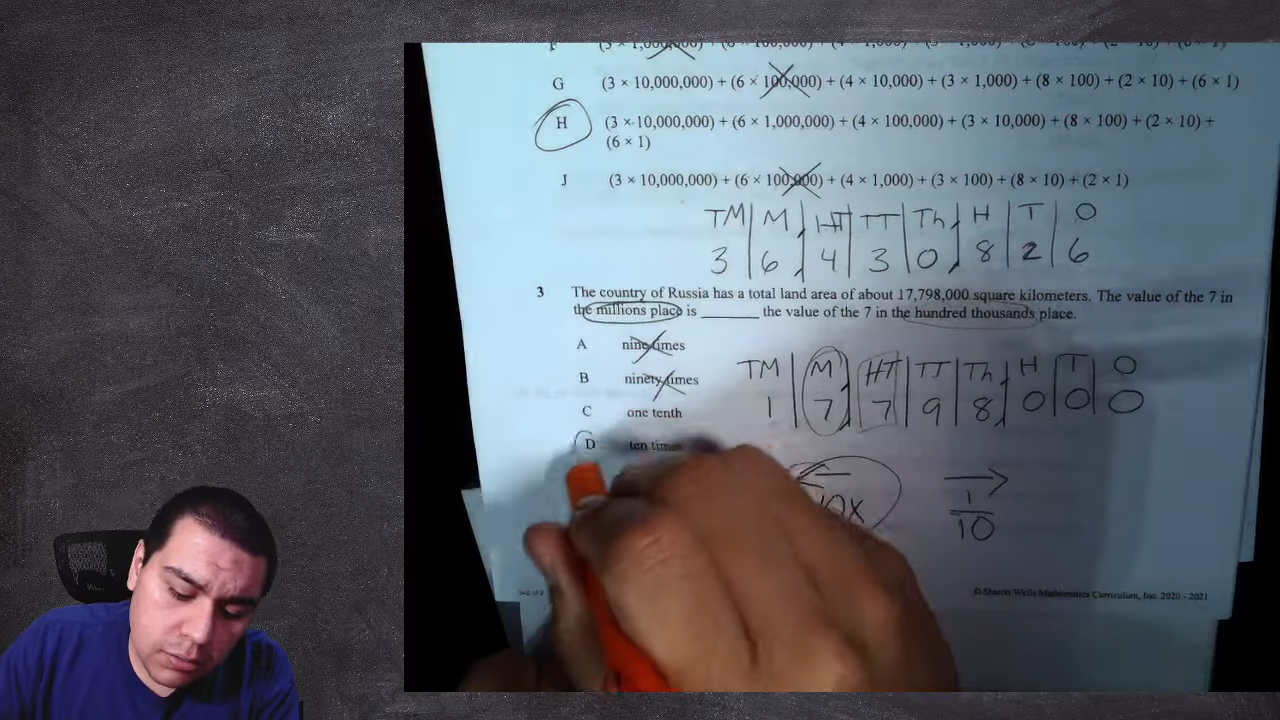 G (3 × 10,000,000) + (6 × 100,000) + (4 × 10,000) + (3 × 1,000) + (8 × 100) + (2 × 10) + (6 × 1)
H (3 × 10,000,000) + (6 × 1,000,000) + (4 × 100,000) + (3 × 10,000) + (8 × 100) + (2 × 10) +
(6 × 1)
J (3 × 10,000,000) + (6 × 100,000) + (4 × 1,000) + (3 × 100) + (8 × 10) + (2 × 1)
TM | M , HT | TT | Th , H | T | O
3 | 6 , 4 | 3 | 0 , 8 | 2 | 6
3 The country of Russia has a total land area of about 17,798,000 square kilometers. The value of the 7 in
the millions place is ______ the value of the 7 in the hundred thousands place.
A nine times
B ninety times
C one tenth
D ten times
TM | M , HT | TT | Th , H | T | O
1 | 7 , 7 | 9 | 8 , 0 | 0 | 0
← 10x
→ 1/10
© Sharon Wells Mathematics Curriculum, Inc. 2020 - 2021